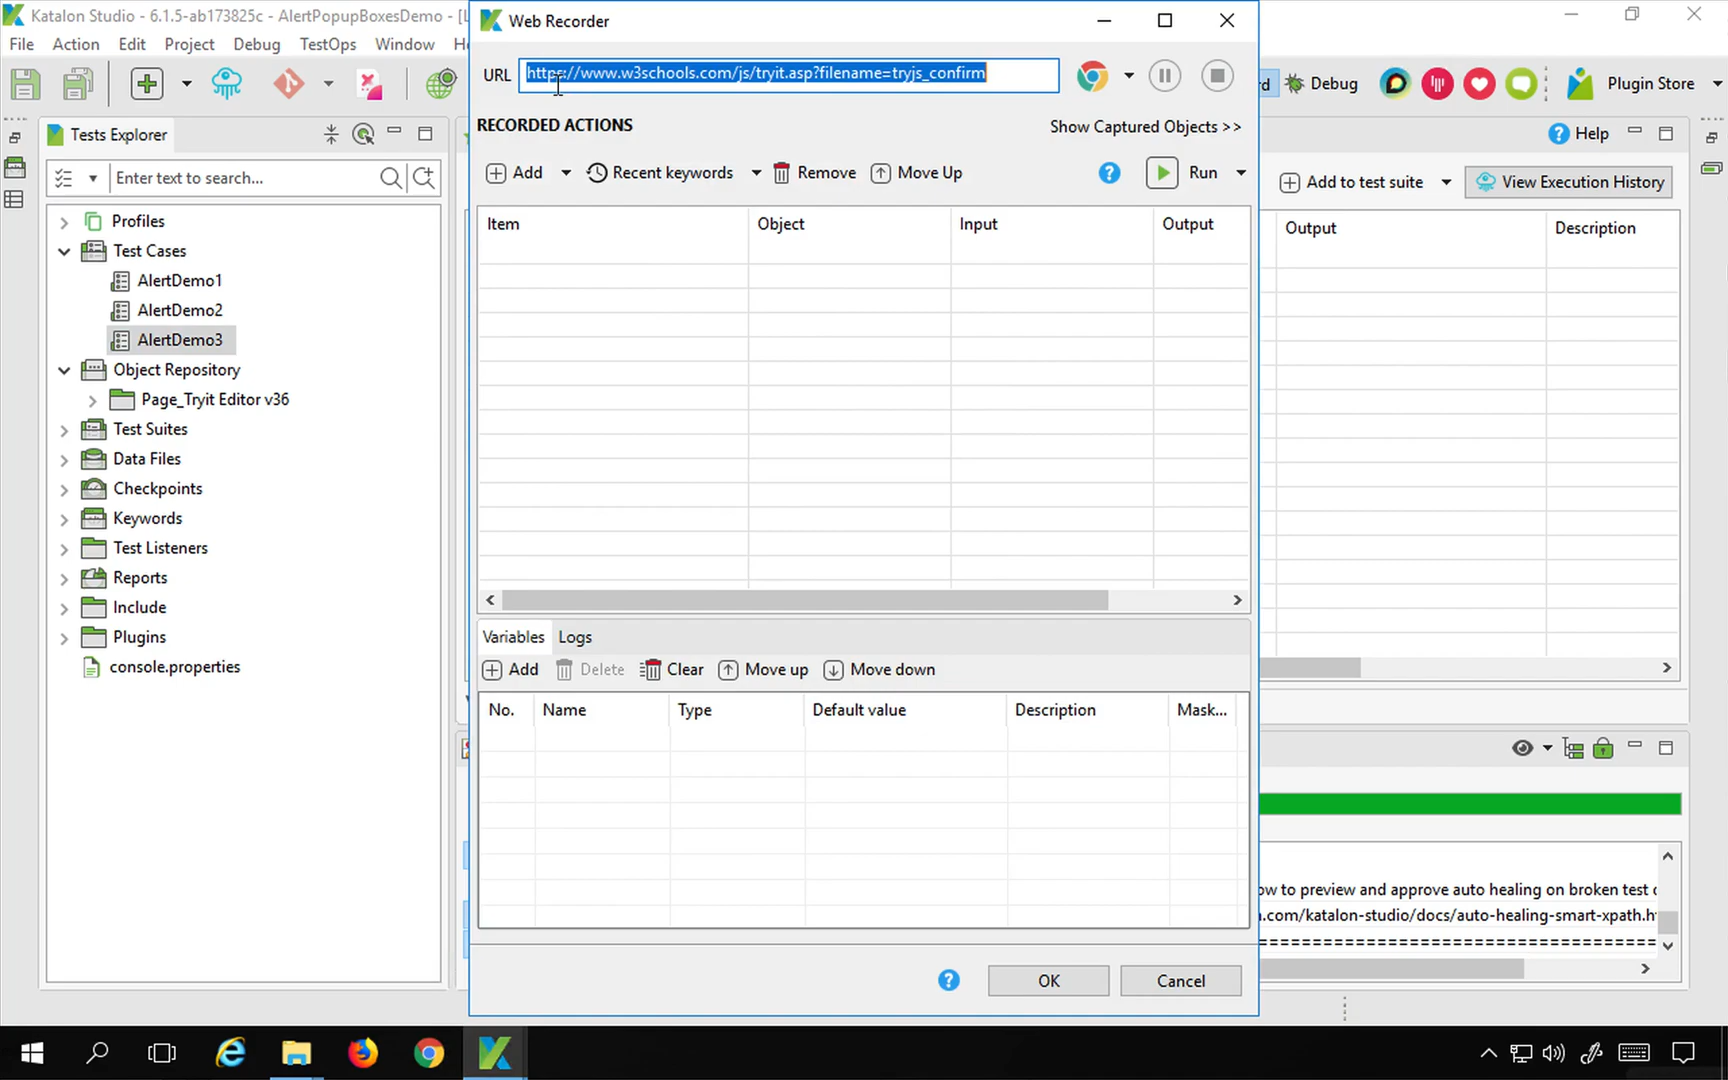 Katalon Studio - 6.1.5-ab173825c - AlertPopupBoxesDemo - [L
File Action Edit Project Debug TestOps Window
Web Recorder
URL https://www.w3schools.com/js/tryit.asp?filename=tryjs_confirm
RECORDED ACTIONS
Show Captured Objects >>
Add Recent keywords Remove Move Up Run
Item Object Input Output
Variables Logs
Add Delete Clear Move up Move down
No. Name Type Default value Description Mask...
OK Cancel
Tests Explorer
Enter text to search...
Profiles
Test Cases
AlertDemo1
AlertDemo2
AlertDemo3
Object Repository
Page_Tryit Editor v36
Test Suites
Data Files
Checkpoints
Keywords
Test Listeners
Reports
Include
Plugins
console.properties
rd Debug Plugin Store
Help
Add to test suite View Execution History
Output Description
ow to preview and approve auto healing on broken test c
n.com/katalon-studio/docs/auto-healing-smart-xpath.h